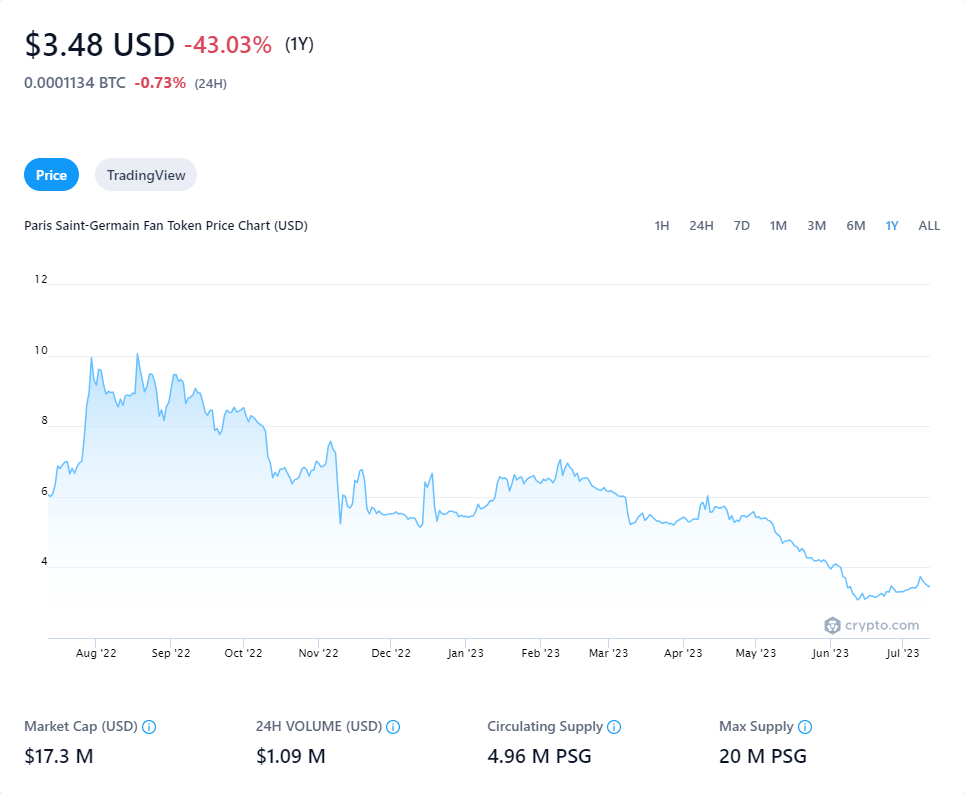 $3.48 USD -43.03% (1Y)
0.0001134 BTC -0.73% (24H)
Price TradingView
Paris Saint-Germain Fan Token Price Chart (USD) 1H 24H 7D 1M 3M 6M 1Y ALL
12
10
8
6
4
crypto.com
Aug '22 Sep '22 Oct '22 Nov '22 Dec '22 Jan '23 Feb '23 Mar '23 Apr '23 May '23 Jun '23 Jul '23
Market Cap (USD) 24H VOLUME (USD) Circulating Supply Max Supply
$17.3 M $1.09 M 4.96 M PSG 20 M PSG